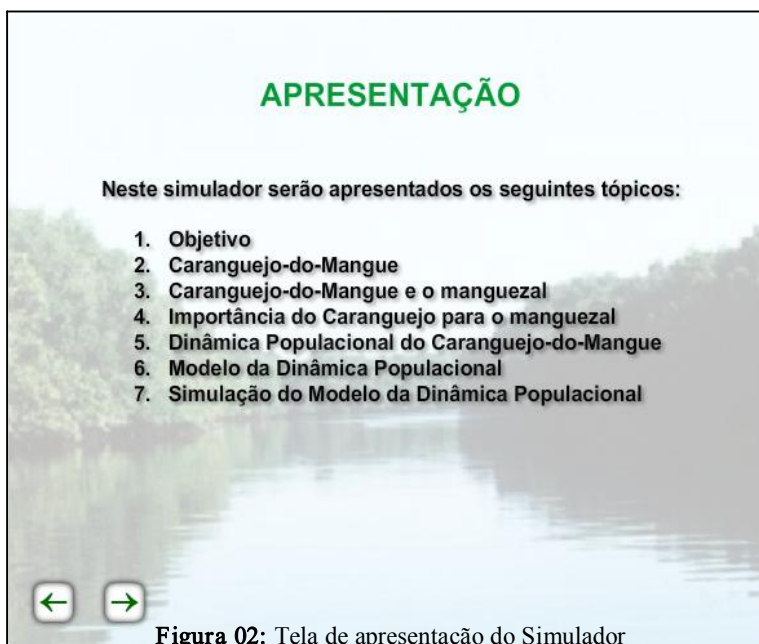 APRESENTAÇÃO
Neste simulador serão apresentados os seguintes tópicos:
1. Objetivo
2. Caranguejo-do-Mangue
3. Caranguejo-do-Mangue e o manguezal
4. Importância do Caranguejo para o manguezal
5. Dinâmica Populacional do Caranguejo-do-Mangue
6. Modelo da Dinâmica Populacional
7. Simulação do Modelo da Dinâmica Populacional
Figura 02: Tela de apresentação do Simulador